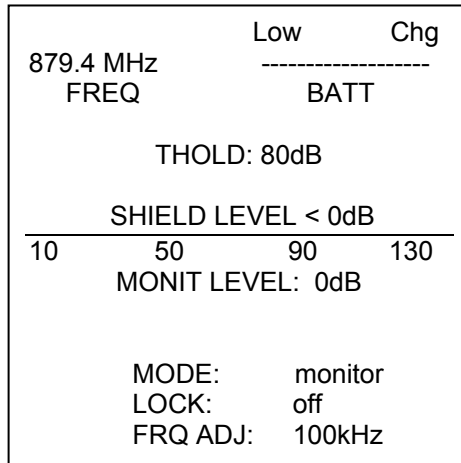 Low Chg
879.4 MHz -------------------
FREQ BATT
THOLD: 80dB
SHIELD LEVEL < 0dB
10 50 90 130
MONIT LEVEL: 0dB
MODE: monitor
LOCK: off
FRQ ADJ: 100kHz